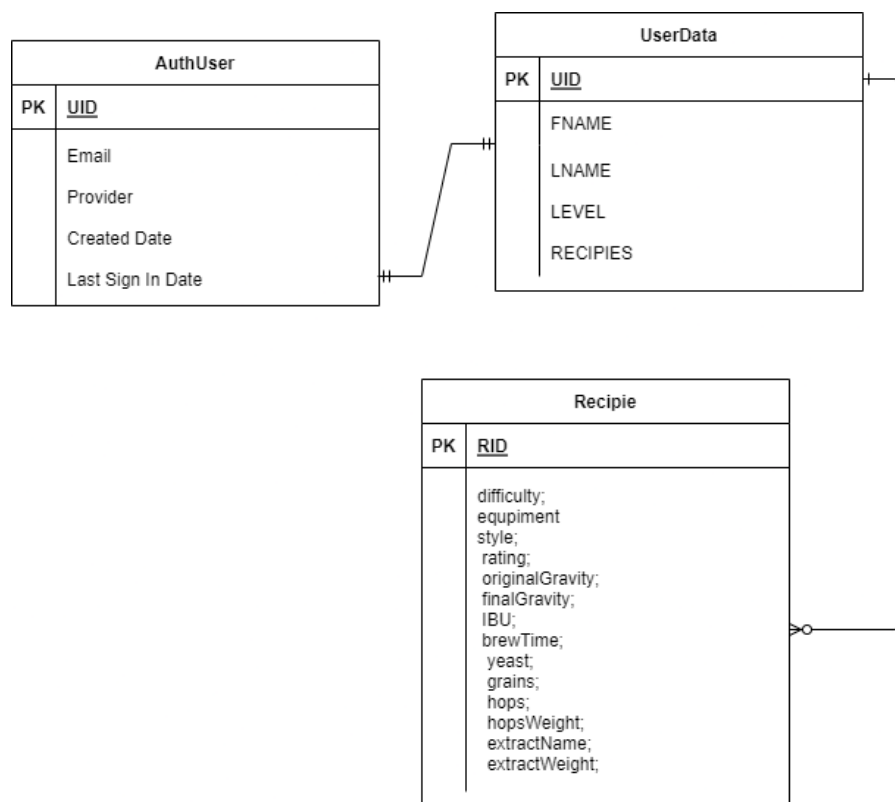 AuthUser
PK UID
Email
Provider
Created Date
Last Sign In Date
UserData
PK UID
FNAME
LNAME
LEVEL
RECIPIES
Recipie
PK RID
difficulty;
equpiment
style;
rating;
originalGravity;
finalGravity;
IBU;
brewTime;
yeast;
grains;
hops;
hopsWeight;
extractName;
extractWeight;